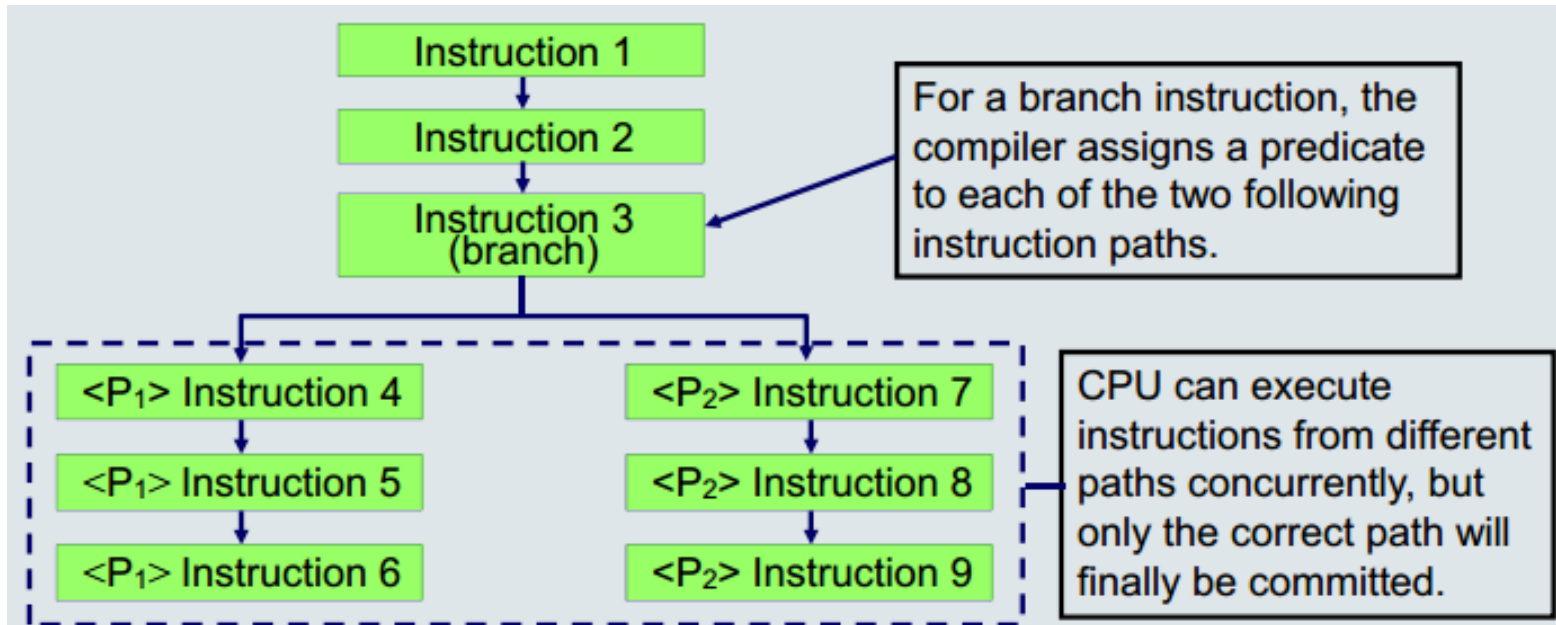 Instruction 1
Instruction 2
Instruction 3
(branch)
For a branch instruction, the
compiler assigns a predicate
to each of the two following
instruction paths.
<P₁> Instruction 4
<P₁> Instruction 5
<P₁> Instruction 6
<P₂> Instruction 7
<P₂> Instruction 8
<P₂> Instruction 9
CPU can execute
instructions from different
paths concurrently, but
only the correct path will
finally be committed.